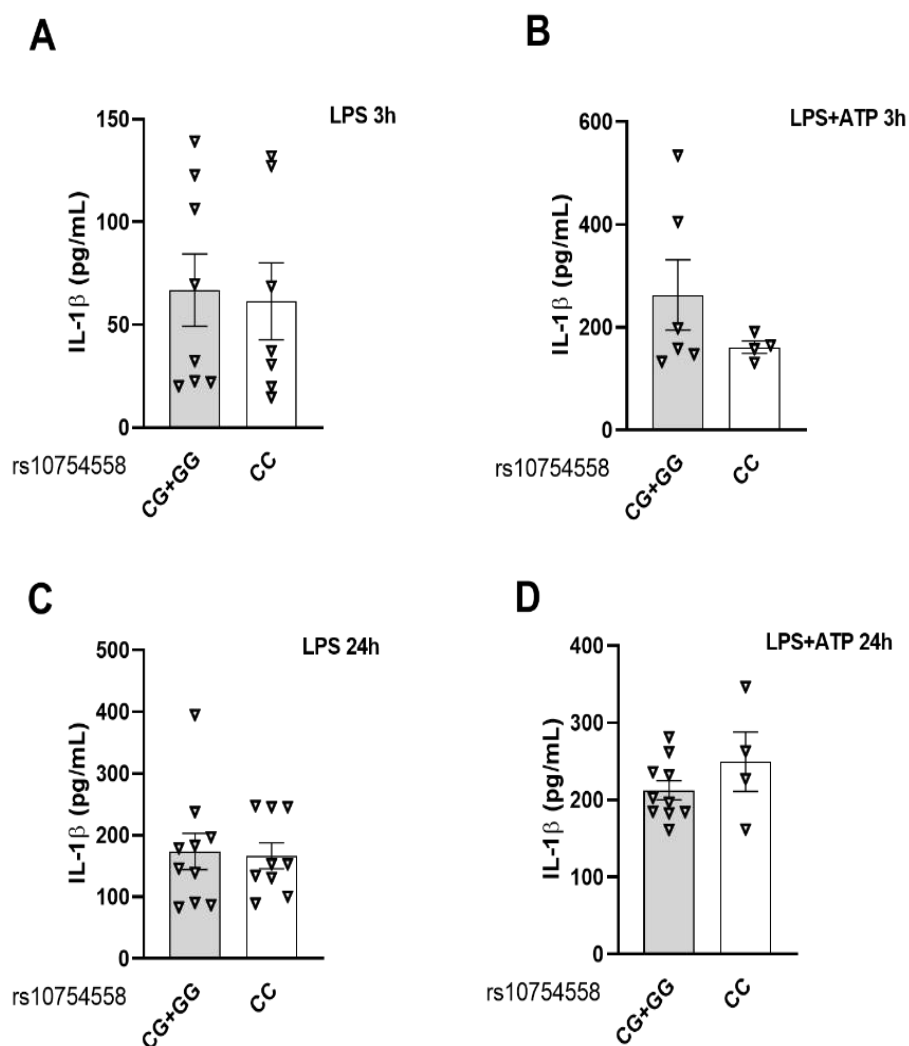 A
LPS 3h
IL-1β (pg/mL)
150
100
50
0
rs10754558
CG+GG
CC
B
LPS+ATP 3h
IL-1β (pg/mL)
600
400
200
0
rs10754558
CG+GG
CC
C
LPS 24h
IL-1β (pg/mL)
500
400
300
200
100
0
rs10754558
CG+GG
CC
D
LPS+ATP 24h
IL-1β (pg/mL)
400
300
200
100
0
rs10754558
CG+GG
CC